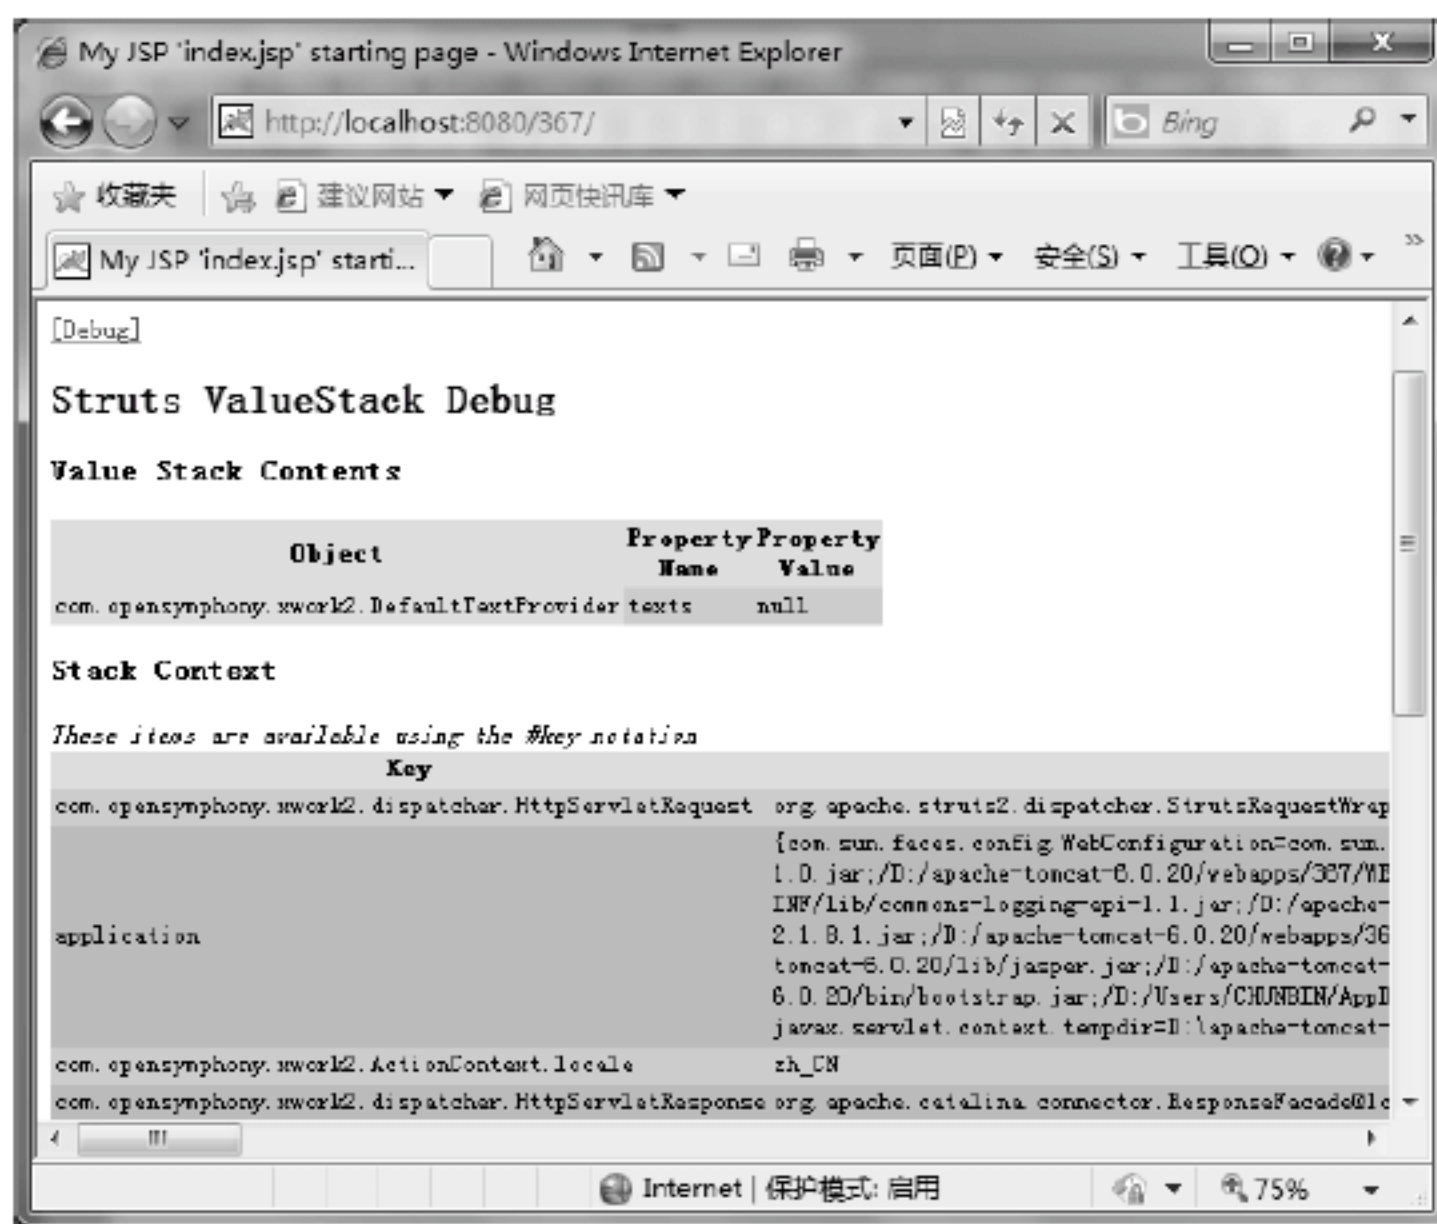 My JSP 'index.jsp' starting page - Windows Internet Explorer
http://localhost:8080/367/
Bing
收藏夹 建议网站 网页快讯库
My JSP 'index.jsp' starti... 页面(P) 安全(S) 工具(O) »
[Debug]
Struts ValueStack Debug
Value Stack Contents
Object Property Name Property Value
com.opensymphony.xwork2.DefaultTextProvider texts null
Stack Context
These items are available using the #key notation
Key
com.opensymphony.xwork2.dispatcher.HttpServletRequest org.apache.struts2.dispatcher.StrutsRequestWrap
{com.sun.faces.config.WebConfiguration=com.sun.
1.0.jar;/D:/apache-tomcat-6.0.20/webapps/367/WE
INF/lib/commons-logging-api-1.1.jar;/D:/apache-
application 2.1.8.1.jar;/D:/apache-tomcat-6.0.20/webapps/36
tomcat-6.0.20/lib/jasper.jar;/D:/apache-tomcat-
6.0.20/bin/bootstrap.jar;/D:/Users/CHUNBIN/AppD
javax.servlet.context.tempdir=D:\apache-tomcat-
com.opensymphony.xwork2.ActionContext.locale zh_CN
com.opensymphony.xwork2.dispatcher.HttpServletResponse org.apache.catalina.connector.ResponseFacade@1c
Internet | 保护模式: 启用 75%